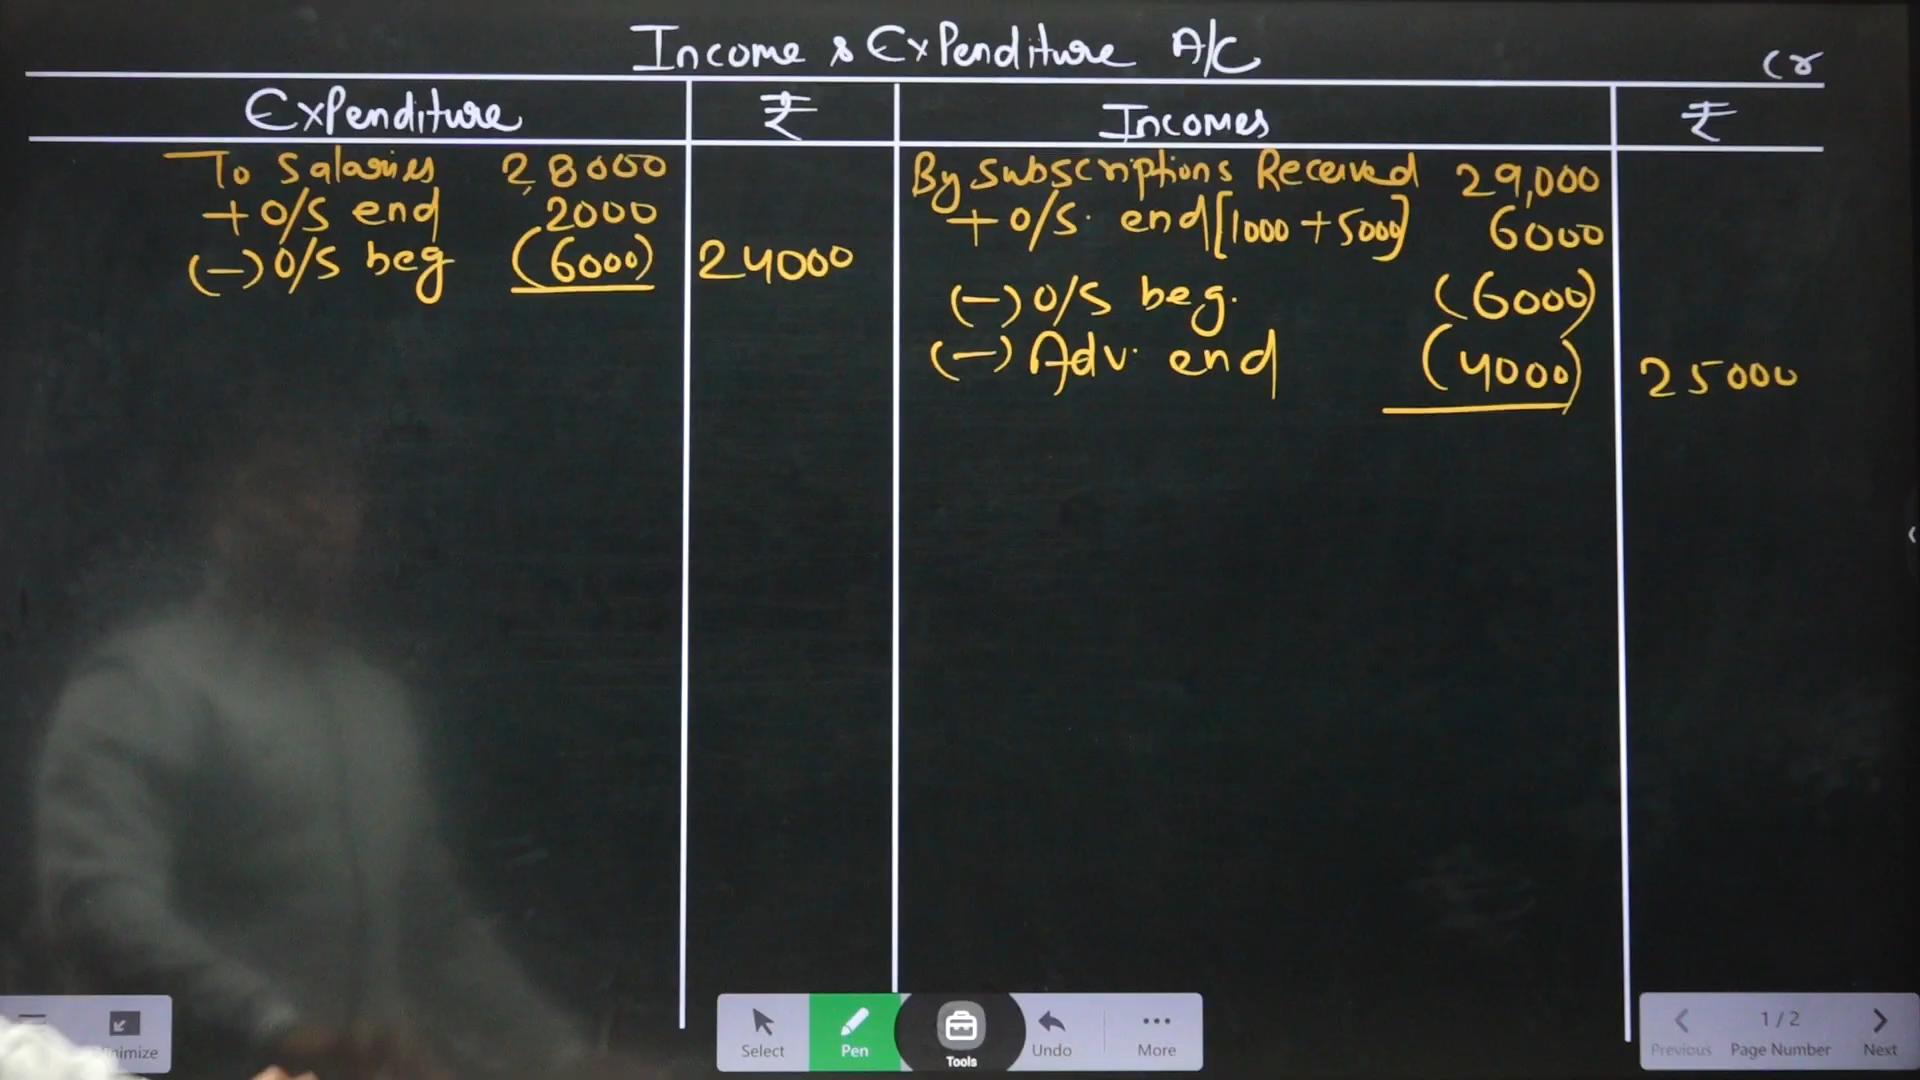 Income & Expenditure A/C
Cr
Expenditure ₹ Incomes ₹
To Salaries 28000
+ O/S end 2000
(-) O/S beg (6000) 24000
By Subscriptions Received 29,000
+ O/S. end [1000 + 5000] 6000
(-) O/S beg. (6000)
(-) Adv. end (4000) 25000
Select
Pen
Tools
Undo
More
Previous
1 / 2
Page Number
Next